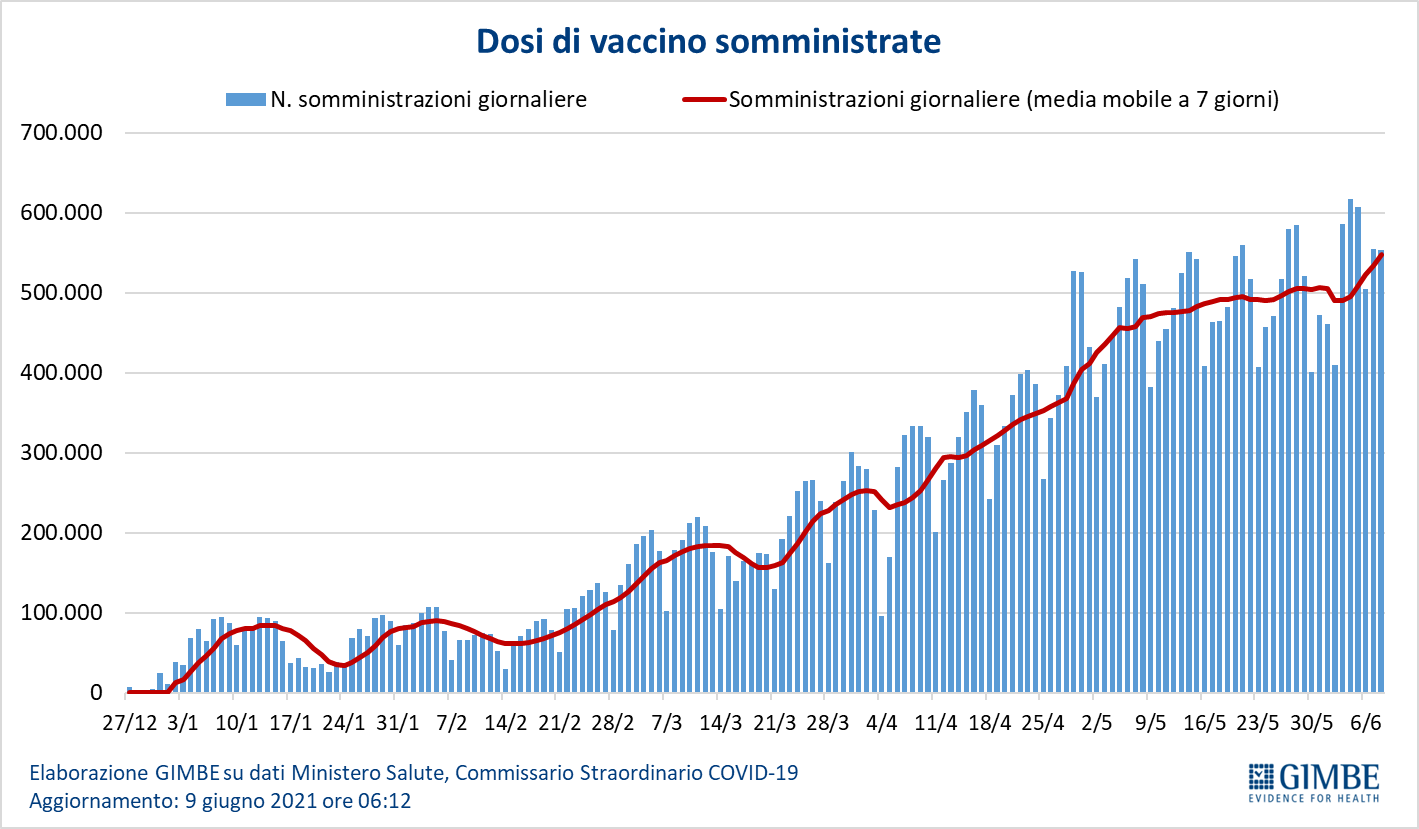 Dosi di vaccino somministrate
N. somministrazioni giornaliere
Somministrazioni giornaliere (media mobile a 7 giorni)
700.000
600.000
500.000
400.000
300.000
200.000
100.000
0
27/12 3/1 10/1 17/1 24/1 31/1 7/2 14/2 21/2 28/2 7/3 14/3 21/3 28/3 4/4 11/4 18/4 25/4 2/5 9/5 16/5 23/5 30/5 6/6
Elaborazione GIMBE su dati Ministero Salute, Commissario Straordinario COVID-19
Aggiornamento: 9 giugno 2021 ore 06:12
GIMBE
EVIDENCE FOR HEALTH